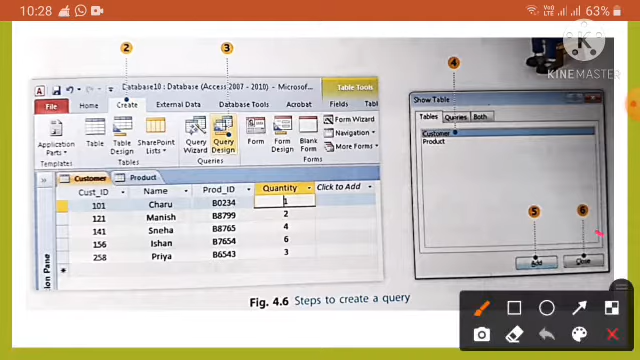 10:28
Vo)
LTE
63%
KINEMASTER
2
3
4
Database10 : Database (Access 2007 - 2010) - Microsof...
Table Tools
File
Home
Create
External Data
Database Tools
Acrobat
Fields
Tabl
Application Parts
Table
Table Design
SharePoint Lists
Query Wizard
Query Design
Form
Form Design
Blank Form
Form Wizard
Navigation
More Forms
Templates
Tables
Queries
Forms
Customer
Product
Cust_ID Name Prod_ID Quantity Click to Add
101 Charu B0234 1
121 Manish B8799 2
141 Sneha B8765 4
156 Ishan B7654 6
258 Priya B6543 3
ion Pane
Show Table
Tables Queries Both
Customer
Product
5
6
Add
Close
Fig. 4.6 Steps to create a query